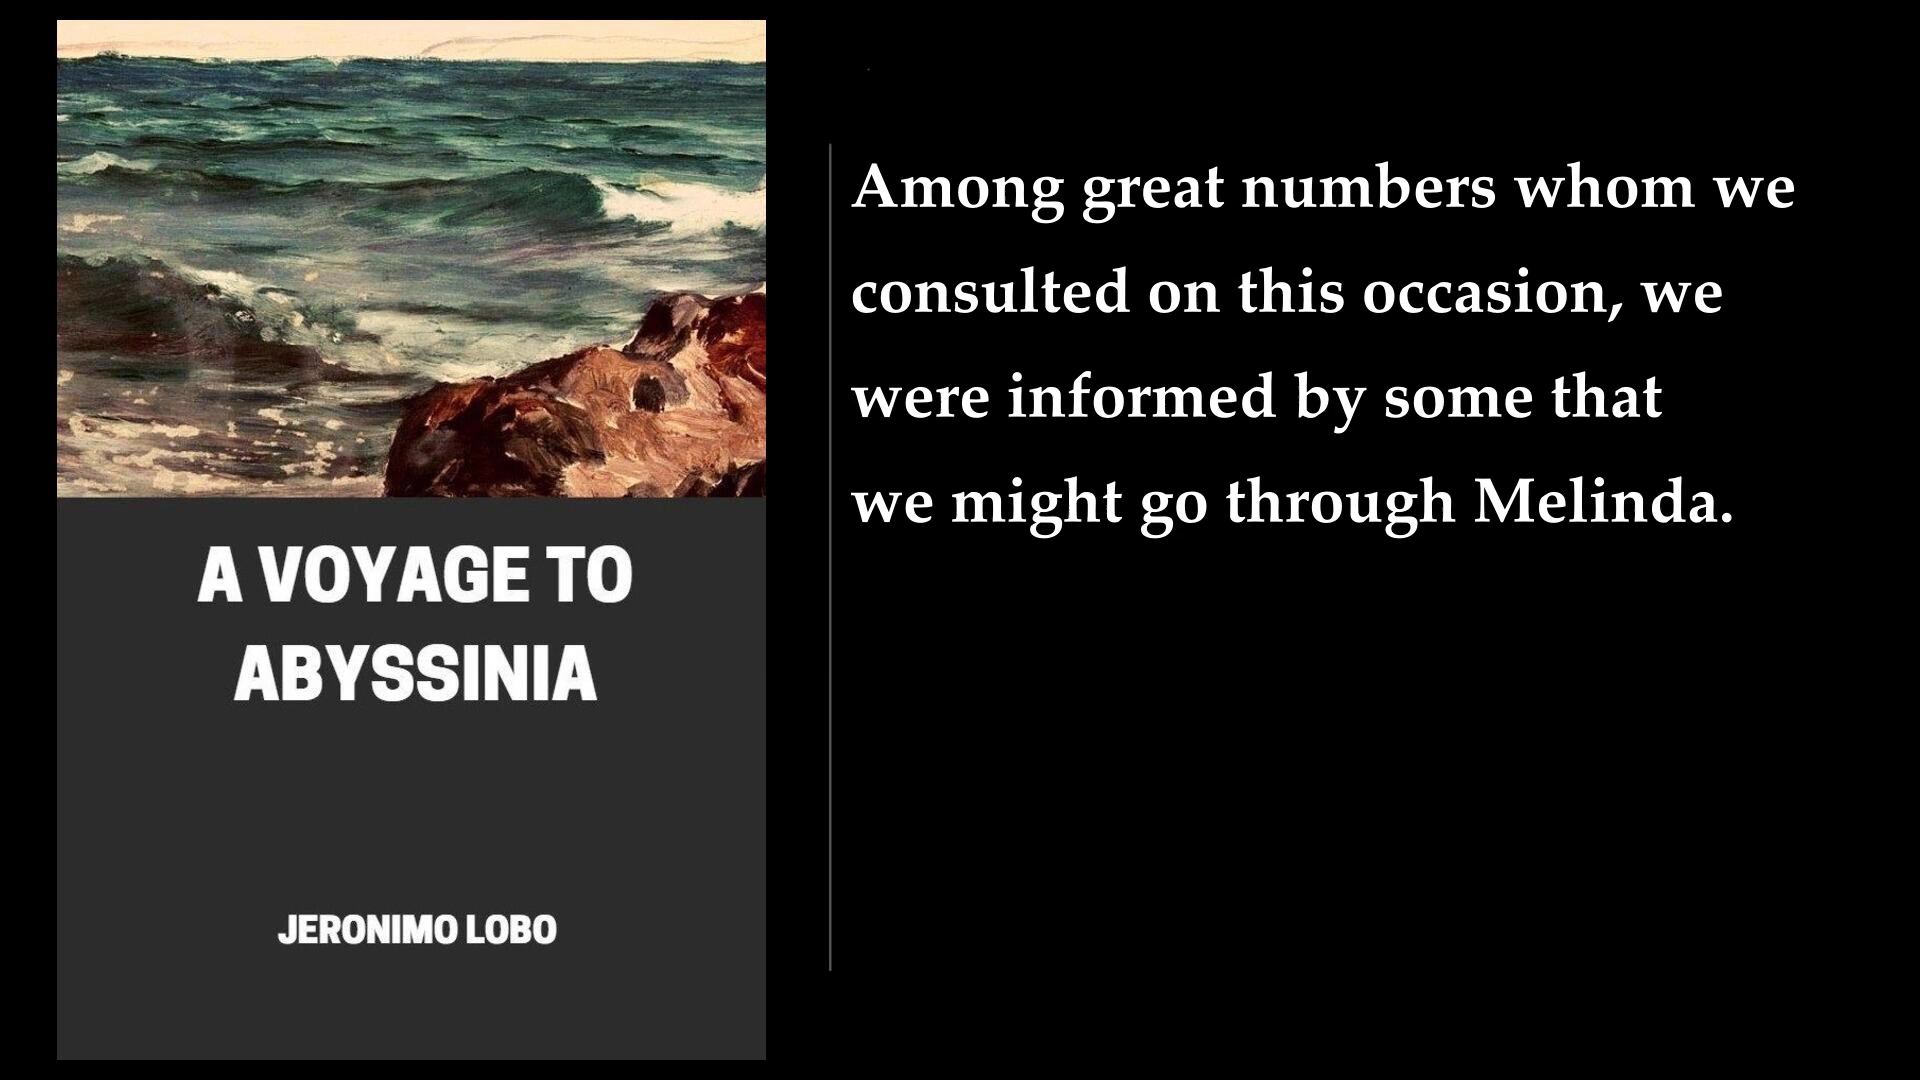 A VOYAGE TO
ABYSSINIA
JERONIMO LOBO
Among great numbers whom we
consulted on this occasion, we
were informed by some that
we might go through Melinda.